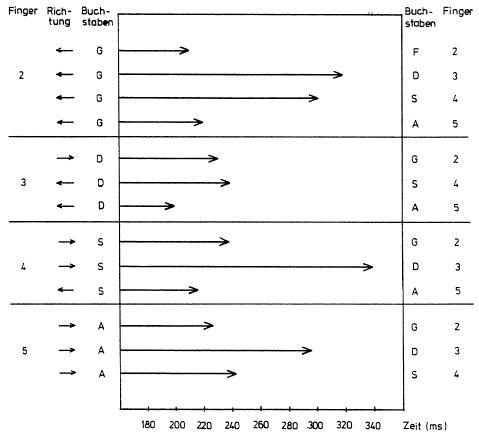 Finger Rich- Buch- Buch- Finger
tung staben staben
← G F 2
2 ← G D 3
← G S 4
← G A 5
→ D G 2
3 ← D S 4
← D A 5
→ S G 2
4 → S D 3
← S A 5
→ A G 2
5 → A D 3
→ A S 4
180 200 220 240 260 280 300 320 340 Zeit (ms)